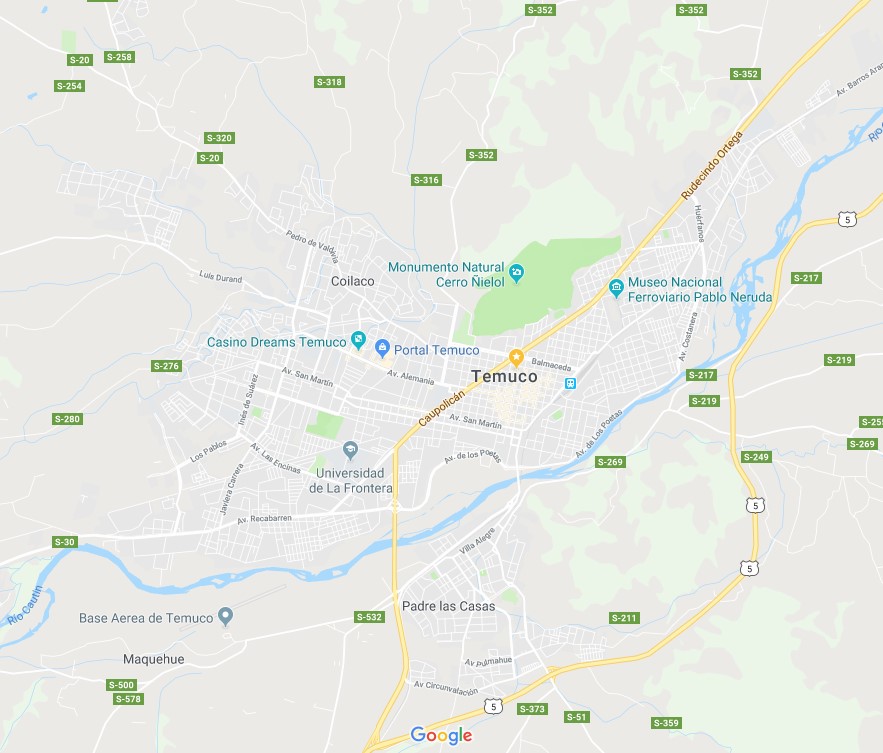 S-352
S-352
S-20
S-258
S-254
S-318
S-352
Av. Barros Aran
S-320
S-20
S-352
S-316
Río C
Rudecindo Ortega
Huérfanos
5
Pedro de Valdivia
Luis Durand
Coilaco
Monumento Natural
Cerro Ñielol
Museo Nacional
Ferroviario Pablo Neruda
S-217
Av. Costanera
Casino Dreams Temuco
Portal Temuco
Balmaceda
S-276
Av. San Martín
Av. Alemania
Temuco
S-217
S-219
S-219
Inés de Suárez
Caupolicán
S-280
Av. San Martín
Av. de Los Poetas
S-255
S-269
Los Pablos
Av. Las Encinas
Av. de los Poetas
S-269
S-249
Universidad
de La Frontera
Javiera Carrera
Av. Recabarren
5
S-30
Villa Alegre
5
Río Cautín
Base Aerea de Temuco
S-532
Padre las Casas
S-211
Maquehue
Av Pulmahue
S-500
S-578
Av Circunvalación
5
S-373
S-51
S-359
Google